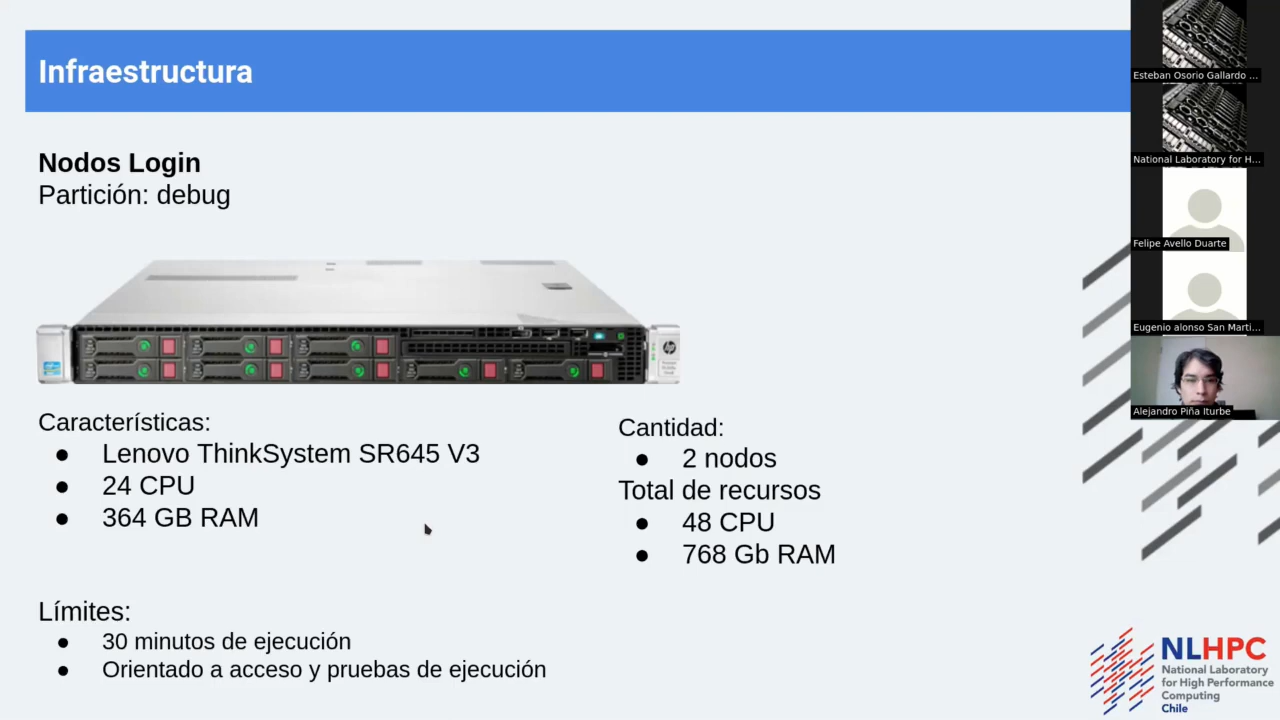 Infraestructura
Nodos Login
Partición: debug
Características:
● Lenovo ThinkSystem SR645 V3
● 24 CPU
● 364 GB RAM
Cantidad:
● 2 nodos
Total de recursos
● 48 CPU
● 768 Gb RAM
Límites:
● 30 minutos de ejecución
● Orientado a acceso y pruebas de ejecución
Esteban Osorio Gallardo ...
National Laboratory for H...
Felipe Avello Duarte
Eugenio alonso San Marti...
Alejandro Piña Iturbe
NLHPC
National Laboratory
for High Performance
Computing
Chile